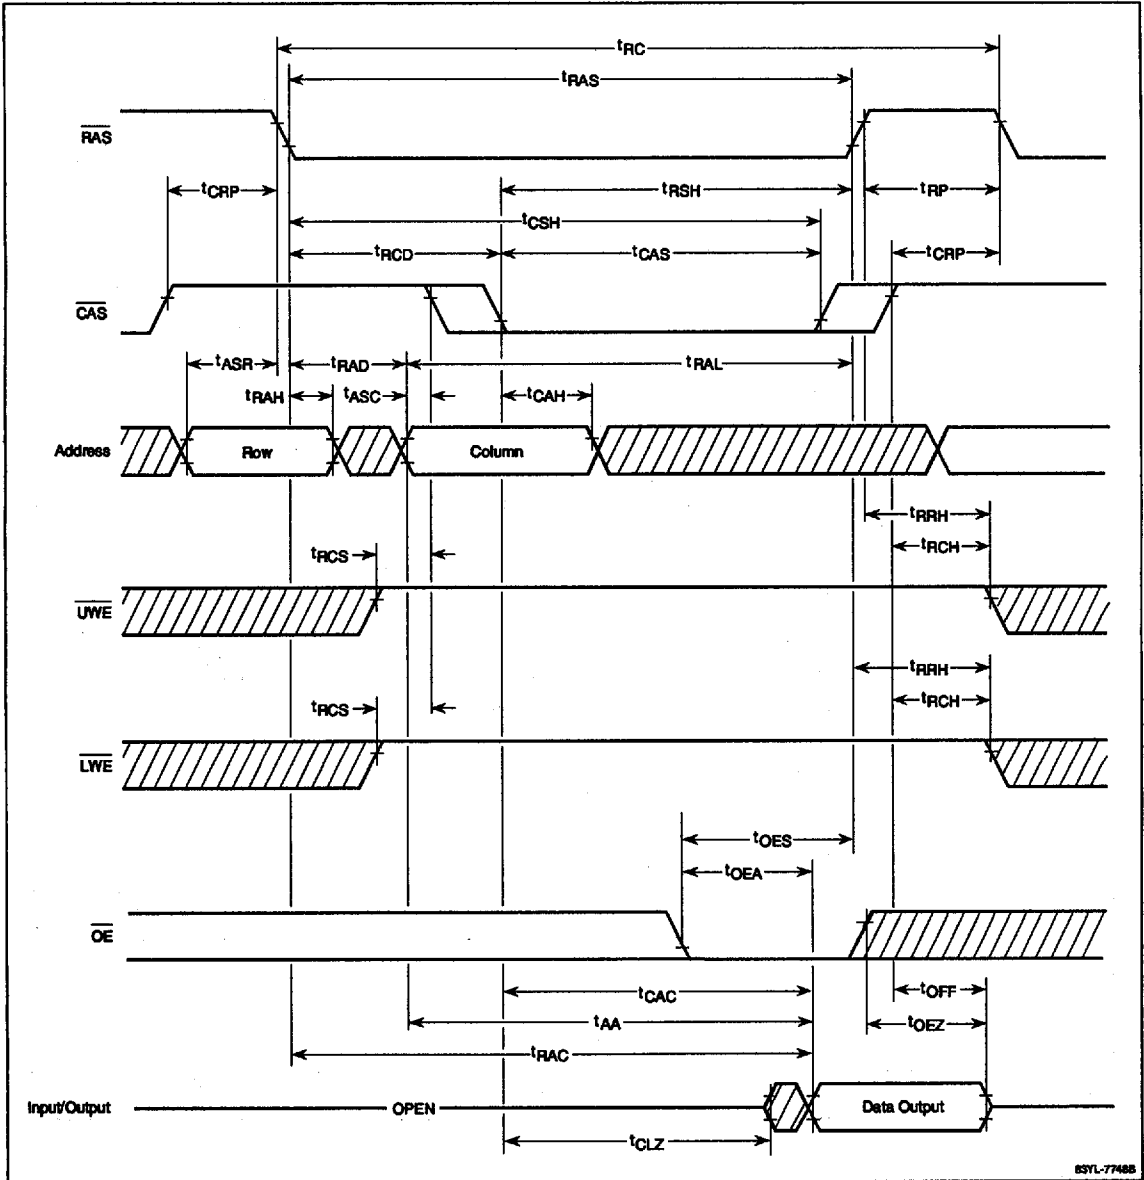 tRC
tRAS
RAS
tCRP
tRSH
tRP
tCSH
tRCD
tCAS
tCRP
CAS
tASR
tRAD
tRAL
tRAH
tASC
tCAH
Address
Row
Column
tRRH
tRCS
tRCH
UWE
tRRH
tRCS
tRCH
LWE
tOES
tOEA
OE
tCAC
tOFF
tAA
tOEZ
tRAC
Input/Output
OPEN
Data Output
tCLZ
83YL-7748B